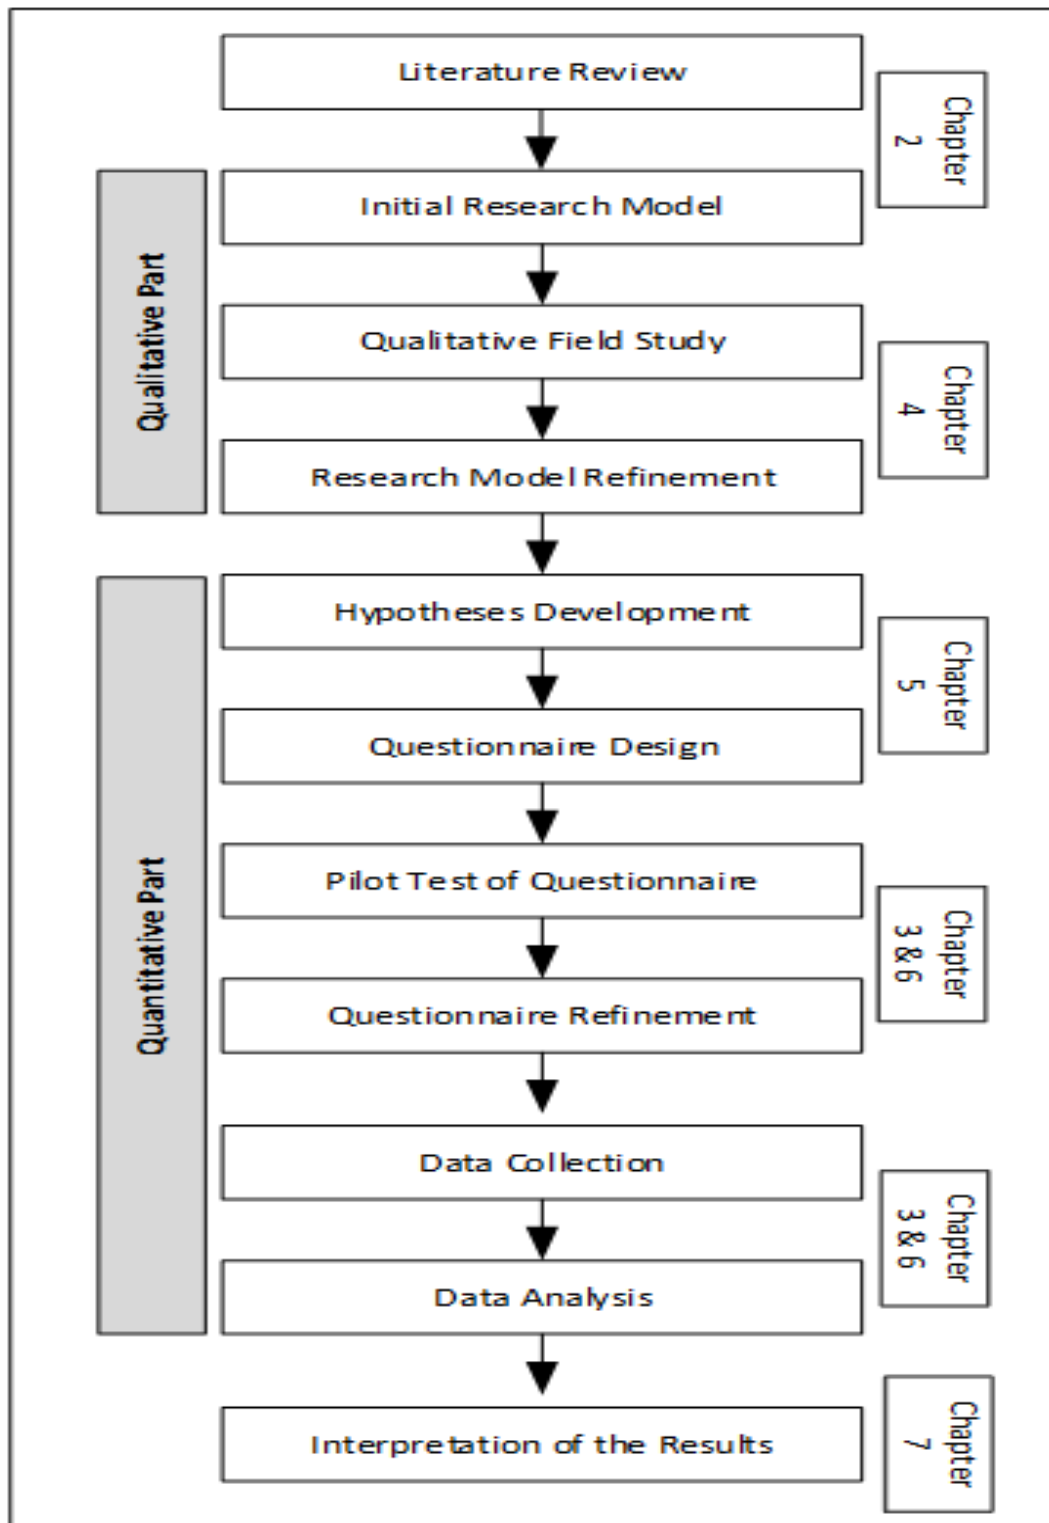 Literature Review
Chapter
2
Initial Research Model
Qualitative Part
Qualitative Field Study
Chapter
4
Research Model Refinement
Hypotheses Development
Chapter
5
Questionnaire Design
Quantitative Part
Pilot Test of Questionnaire
Chapter
3 & 6
Questionnaire Refinement
Data Collection
Chapter
3 & 6
Data Analysis
Interpretation of the Results
Chapter
7